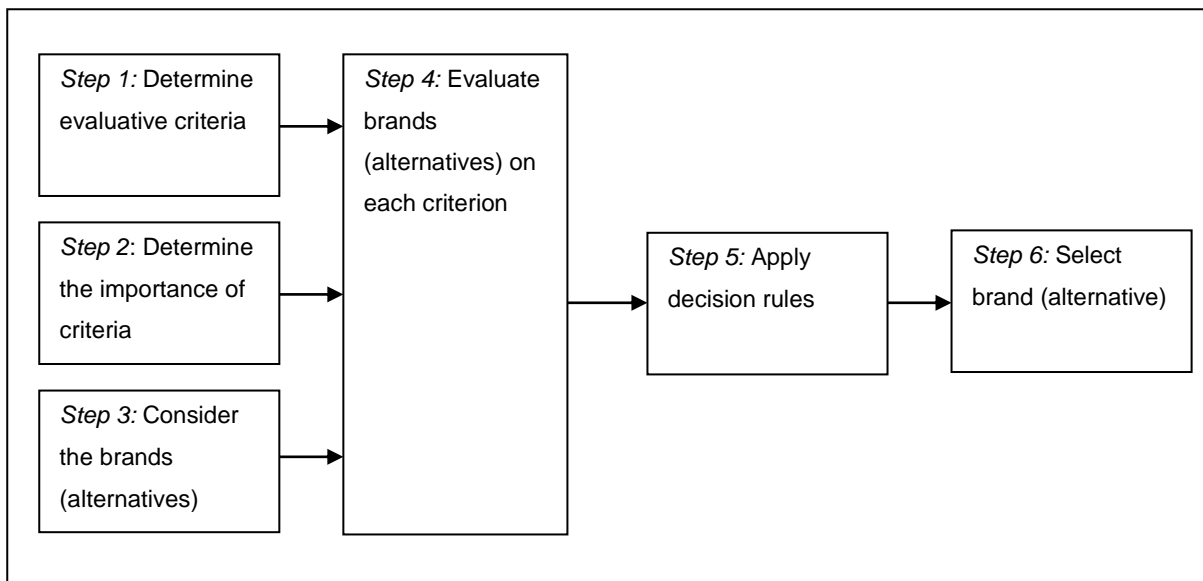 Step 1: Determine
evaluative criteria
Step 2: Determine
the importance of
criteria
Step 3: Consider
the brands
(alternatives)
Step 4: Evaluate
brands
(alternatives) on
each criterion
Step 5: Apply
decision rules
Step 6: Select
brand (alternative)